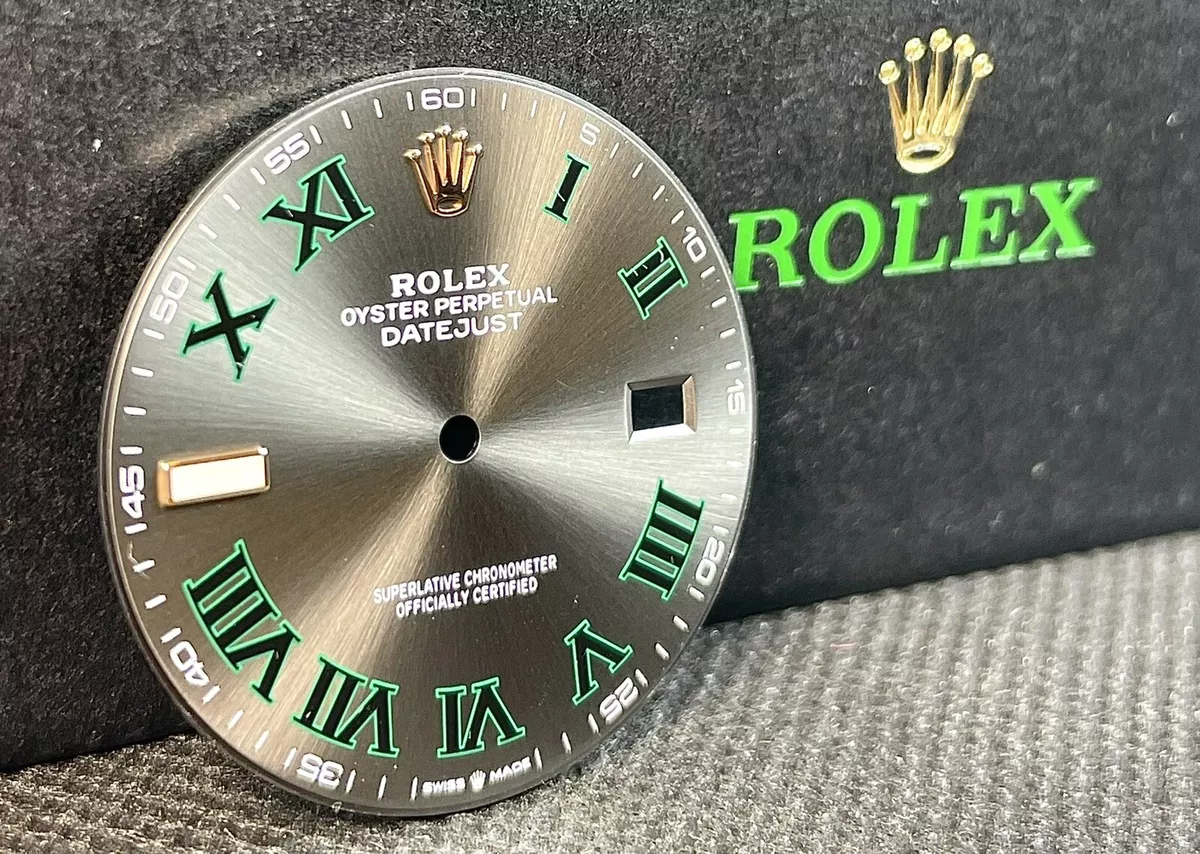 60
5
10
15
20
25
35
40
45
50
55
I
II
IIII
V
VI
VII
VIII
X
XI
ROLEX
OYSTER PERPETUAL
DATEJUST
SUPERLATIVE CHRONOMETER
OFFICIALLY CERTIFIED
SWISS MADE
ROLEX